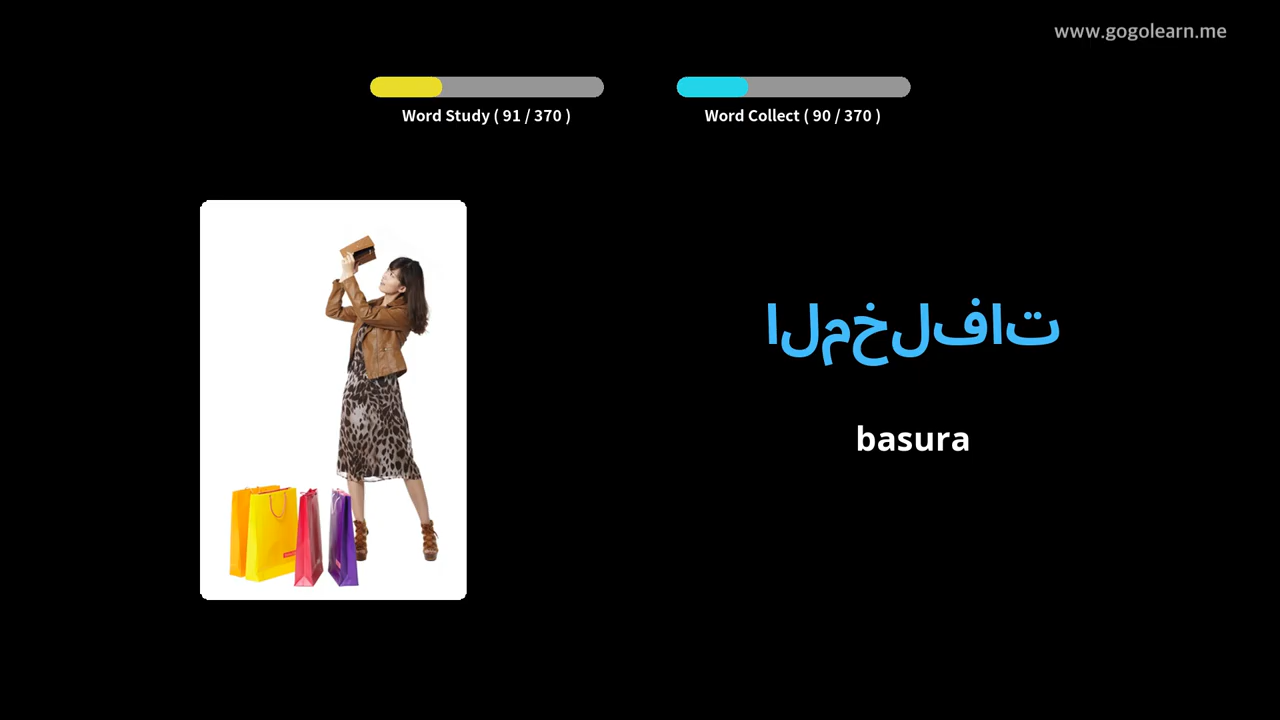 www.gogolearn.me
Word Study ( 91 / 370 )
Word Collect ( 90 / 370 )
المخلفات
basura